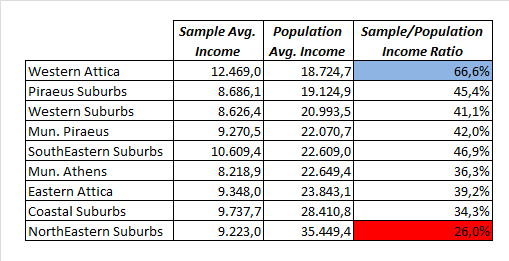 Sample Avg. Income Population Avg. Income Sample/Population Income Ratio
Western Attica 12.469,0 18.724,7 66,6%
Piraeus Suburbs 8.686,1 19.124,9 45,4%
Western Suburbs 8.626,4 20.993,5 41,1%
Mun. Piraeus 9.270,5 22.070,7 42,0%
SouthEastern Suburbs 10.609,4 22.609,0 46,9%
Mun. Athens 8.218,9 22.649,4 36,3%
Eastern Attica 9.348,0 23.843,1 39,2%
Coastal Suburbs 9.737,7 28.410,8 34,3%
NorthEastern Suburbs 9.223,0 35.449,4 26,0%